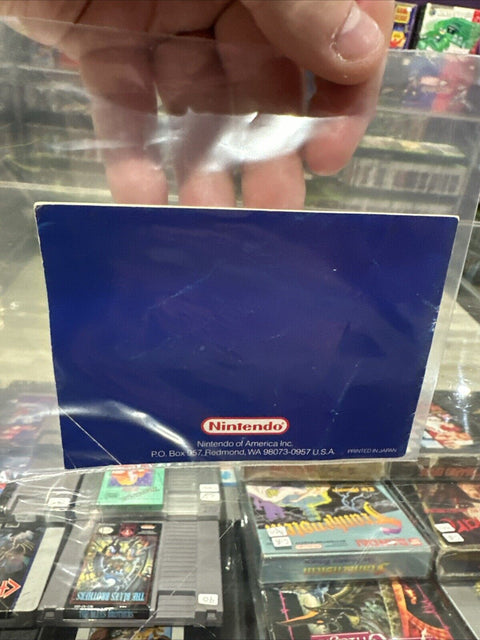 Nintendo®
Nintendo of America Inc.
P.O. Box 957, Redmond, WA 98073-0957 U.S.A.
PRINTED IN JAPAN
THE BLUES BROTHERS